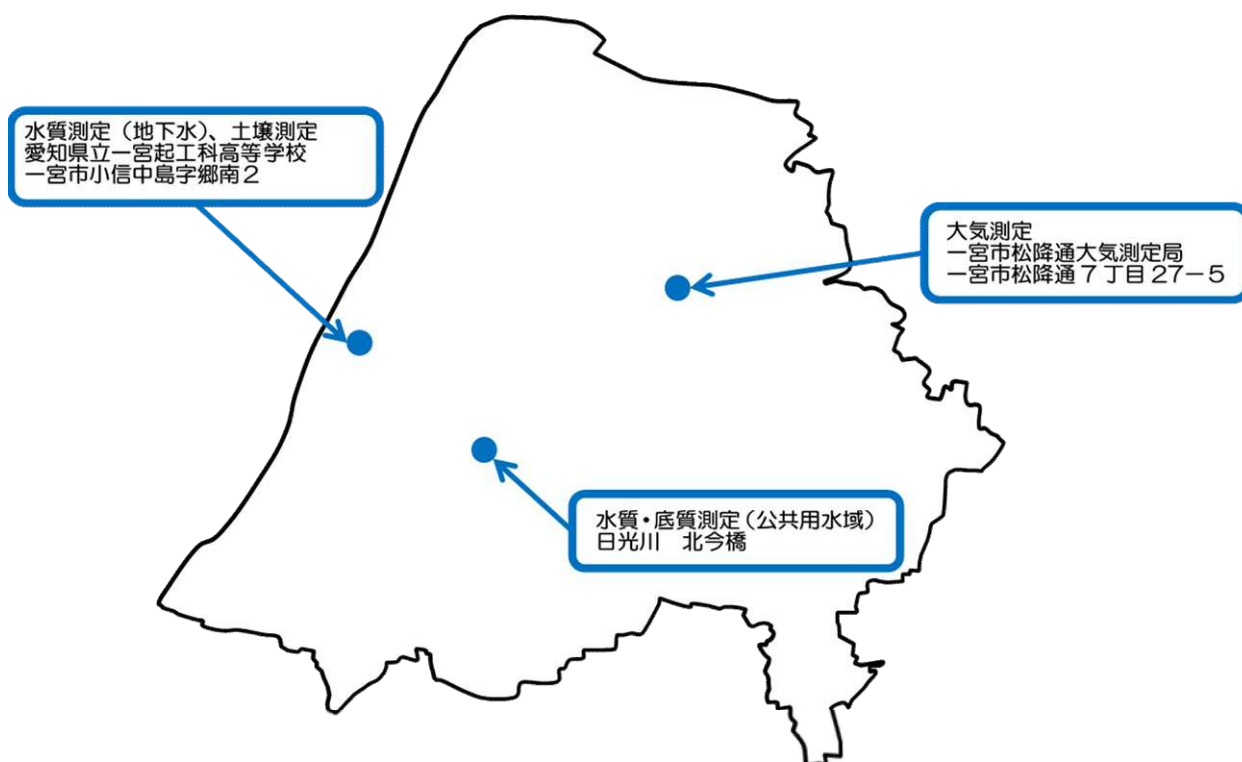 水質測定（地下水）、土壌測定
愛知県立一宮起工科高等学校
一宮市小信中島字郷南２
大気測定
一宮市松降通大気測定局
一宮市松降通７丁目27－5
水質・底質測定（公共用水域）
日光川　北今橋